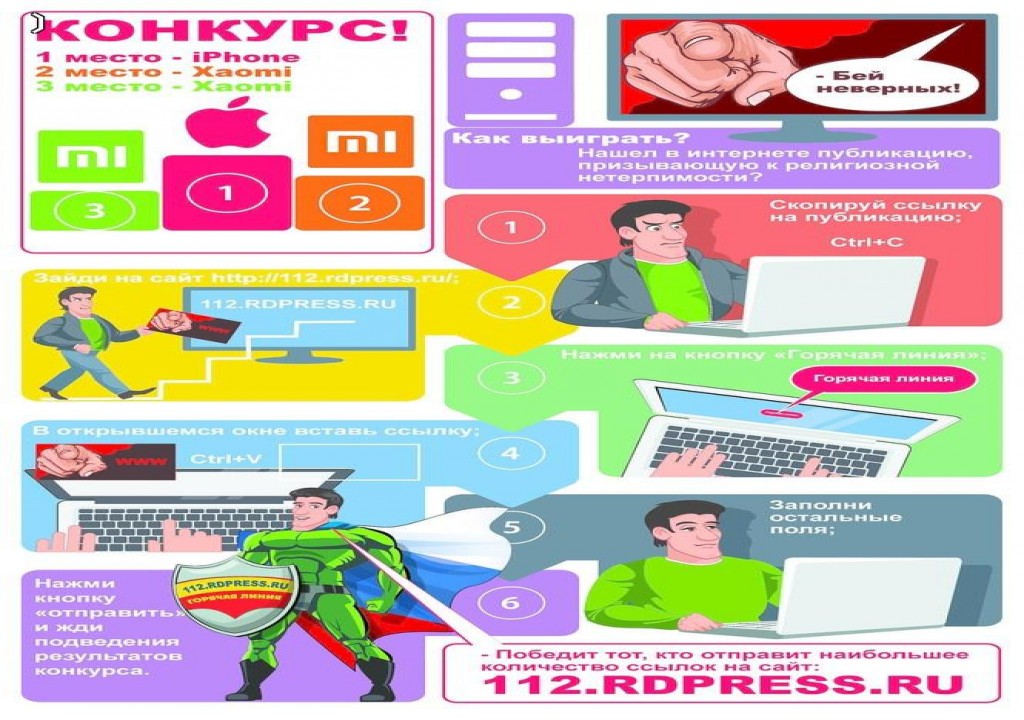 КОНКУРС!
1 место - iPhone
2 место - Xaomi
3 место - Xaomi
3
1
2
- Бей
неверных!
Как выиграть?
Нашел в интернете публикацию,
призывающую к религиозной
нетерпимости?
1
Скопируй ссылку
на публикацию;
Ctrl+C
Зайди на сайт http://112.rdpress.ru/;
www
112.RDPRESS.RU
2
Нажми на кнопку «Горячая линия»;
3
Горячая линия
В открывшемся окне вставь ссылку;
www
Ctrl+V
4
5
Заполни
остальные
поля;
Нажми
кнопку
«отправить»
и жди
подведения
результатов
конкурса.
112.RDPRESS.RU
ГОРЯЧАЯ ЛИНИЯ
6
- Победит тот, кто отправит наибольшее
количество ссылок на сайт:
112.RDPRESS.RU